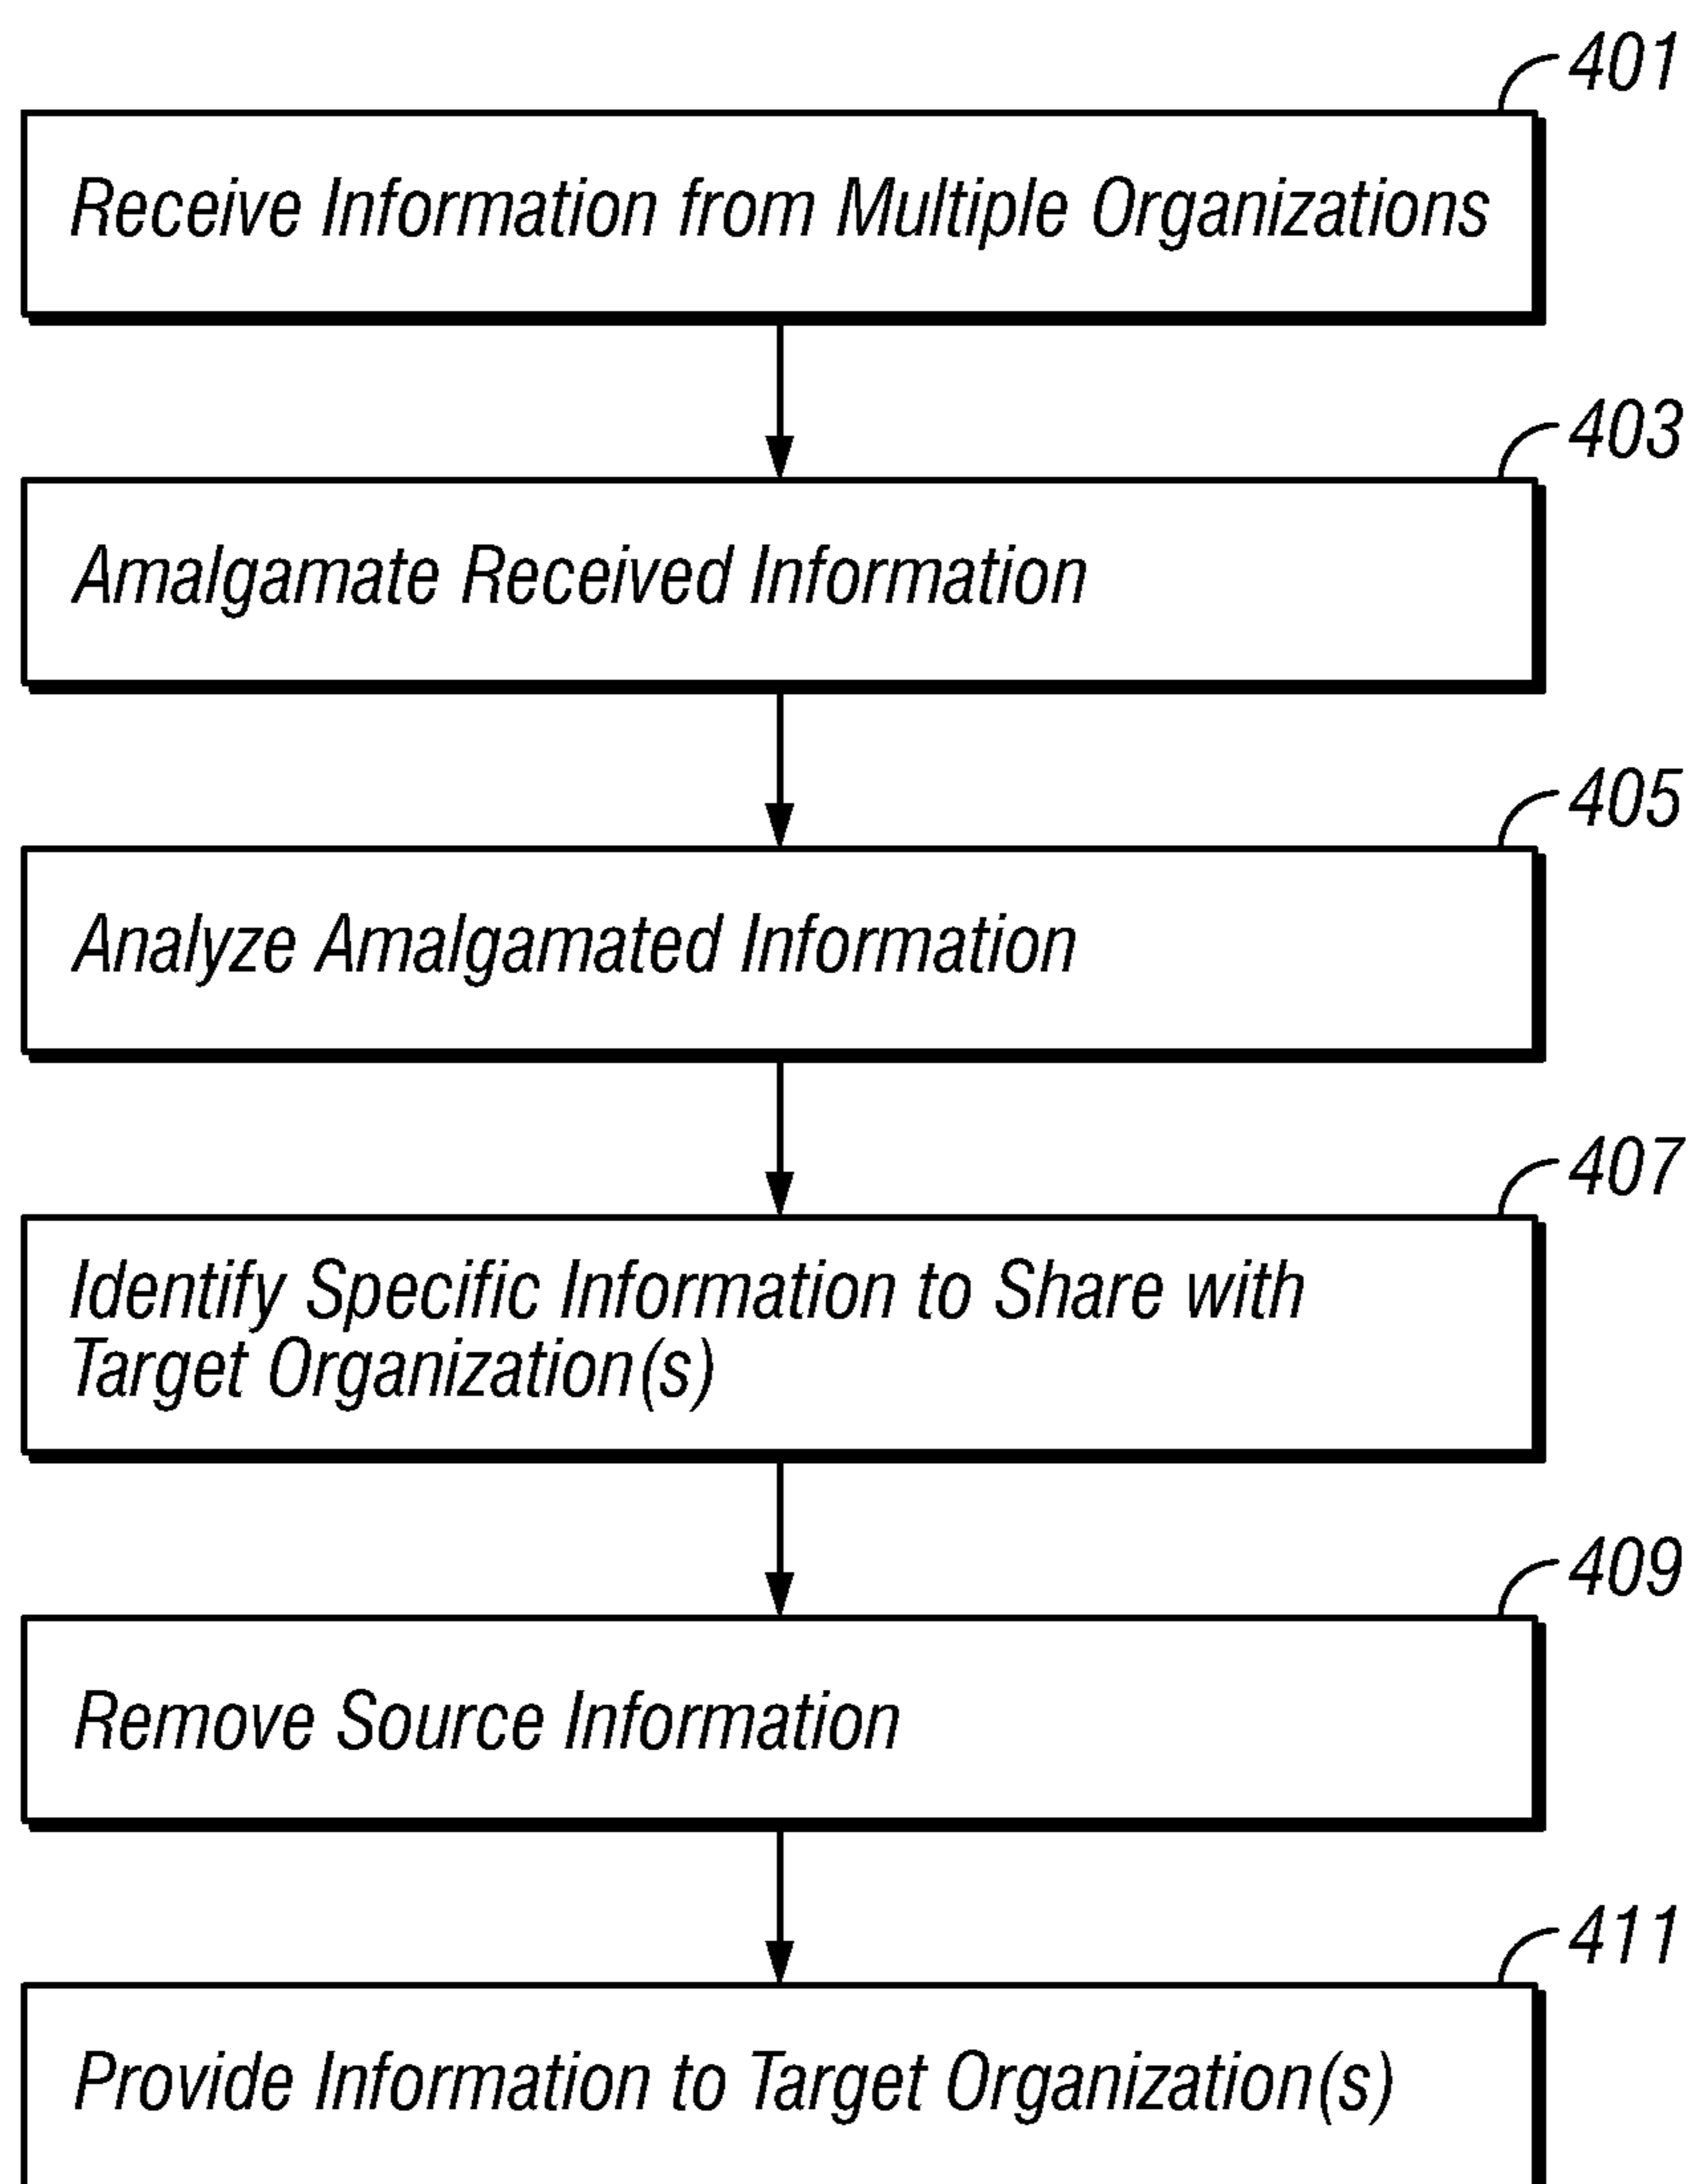 401
Receive Information from Multiple Organizations
403
Amalgamate Received Information
405
Analyze Amalgamated Information
407
Identify Specific Information to Share with
Target Organization(s)
409
Remove Source Information
411
Provide Information to Target Organization(s)